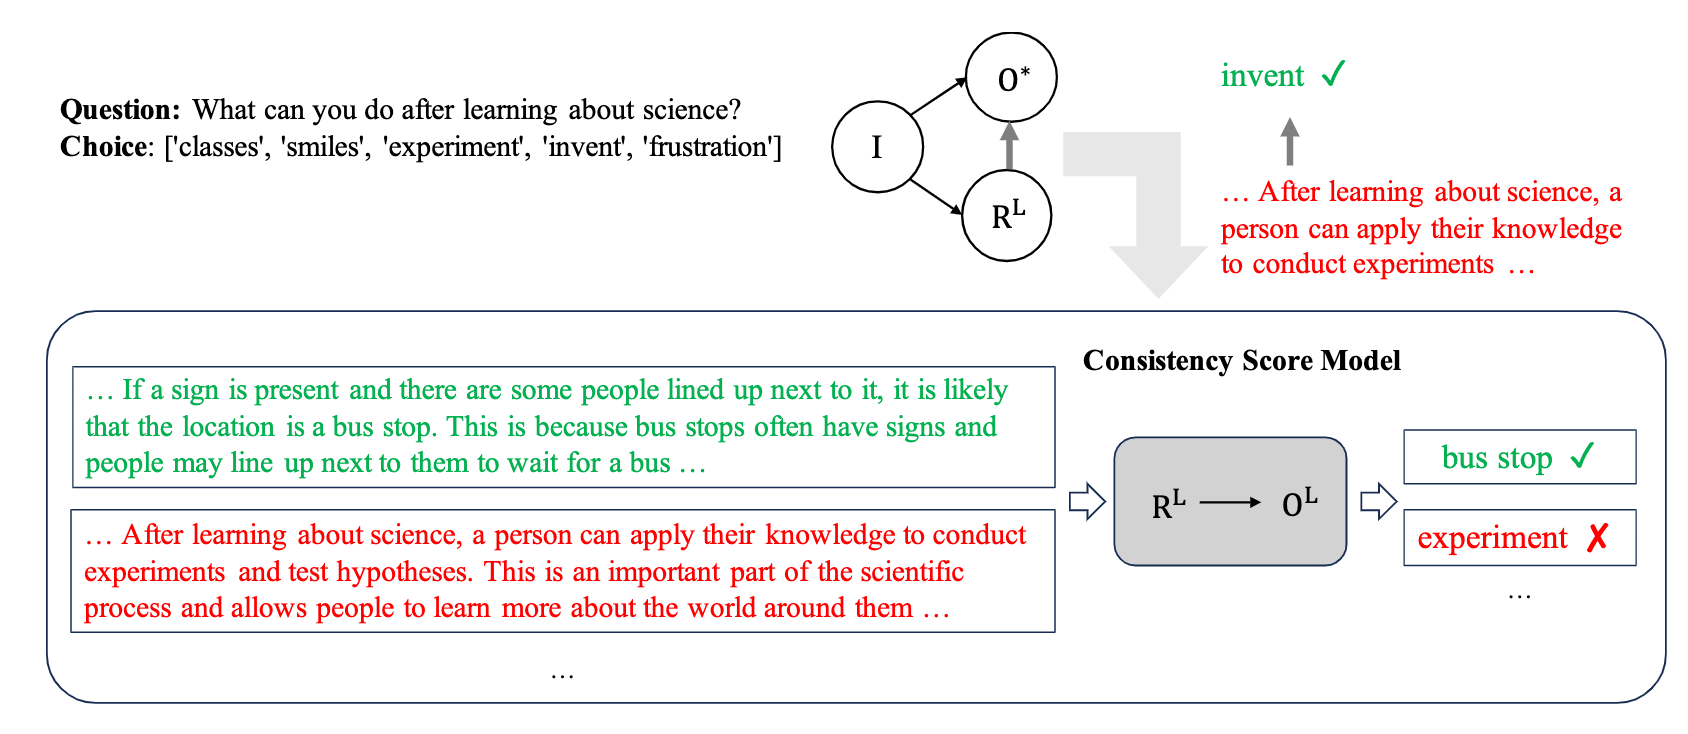 Question: What can you do after learning about science?
Choice: ['classes', 'smiles', 'experiment', 'invent', 'frustration']
I
O*
R^L
invent ✓
… After learning about science, a
person can apply their knowledge
to conduct experiments …
Consistency Score Model
… If a sign is present and there are some people lined up next to it, it is likely
that the location is a bus stop. This is because bus stops often have signs and
people may line up next to them to wait for a bus …
… After learning about science, a person can apply their knowledge to conduct
experiments and test hypotheses. This is an important part of the scientific
process and allows people to learn more about the world around them …
…
R^L → O^L
bus stop ✓
experiment ✗
…